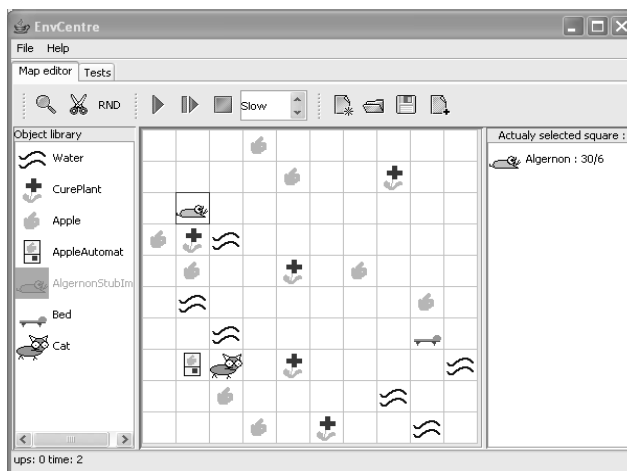 EnvCentre
File Help
Map editor Tests
RND Slow
Object library
Actualy selected square :
Water
Algernon : 30/6
CurePlant
Apple
AppleAutomat
AlgernonStubIm
Bed
Cat
ups: 0 time: 2